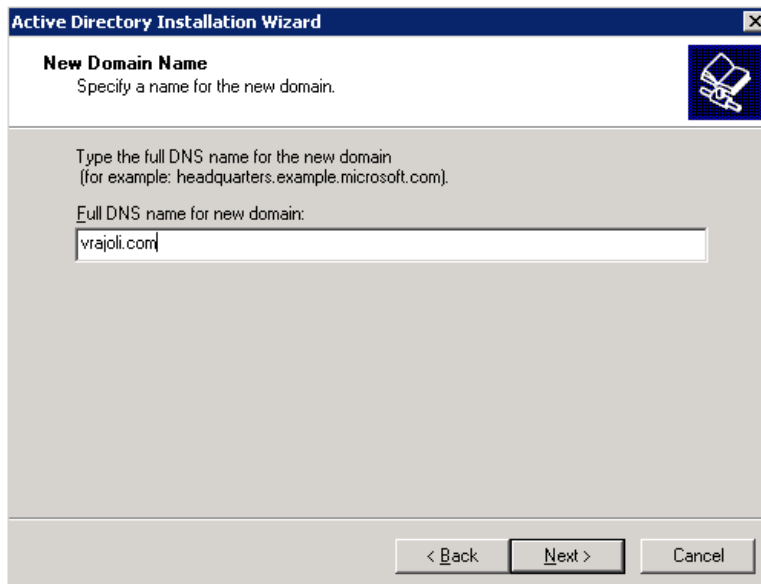 Active Directory Installation Wizard
New Domain Name
Specify a name for the new domain.
Type the full DNS name for the new domain
(for example: headquarters.example.microsoft.com).
Full DNS name for new domain:
vrajoli.com
< Back
Next >
Cancel